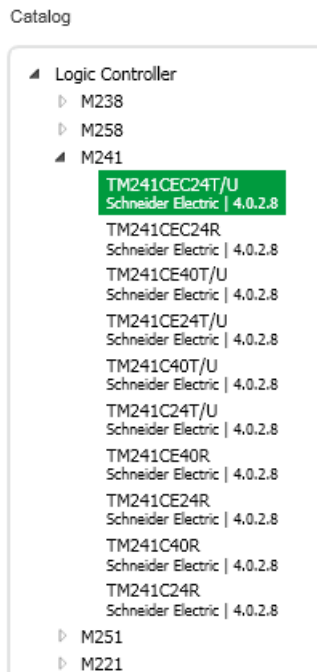 Catalog
Logic Controller
M238
M258
M241
TM241CEC24T/U
Schneider Electric | 4.0.2.8
TM241CEC24R
Schneider Electric | 4.0.2.8
TM241CE40T/U
Schneider Electric | 4.0.2.8
TM241CE24T/U
Schneider Electric | 4.0.2.8
TM241C40T/U
Schneider Electric | 4.0.2.8
TM241C24T/U
Schneider Electric | 4.0.2.8
TM241CE40R
Schneider Electric | 4.0.2.8
TM241CE24R
Schneider Electric | 4.0.2.8
TM241C40R
Schneider Electric | 4.0.2.8
TM241C24R
Schneider Electric | 4.0.2.8
M251
M221